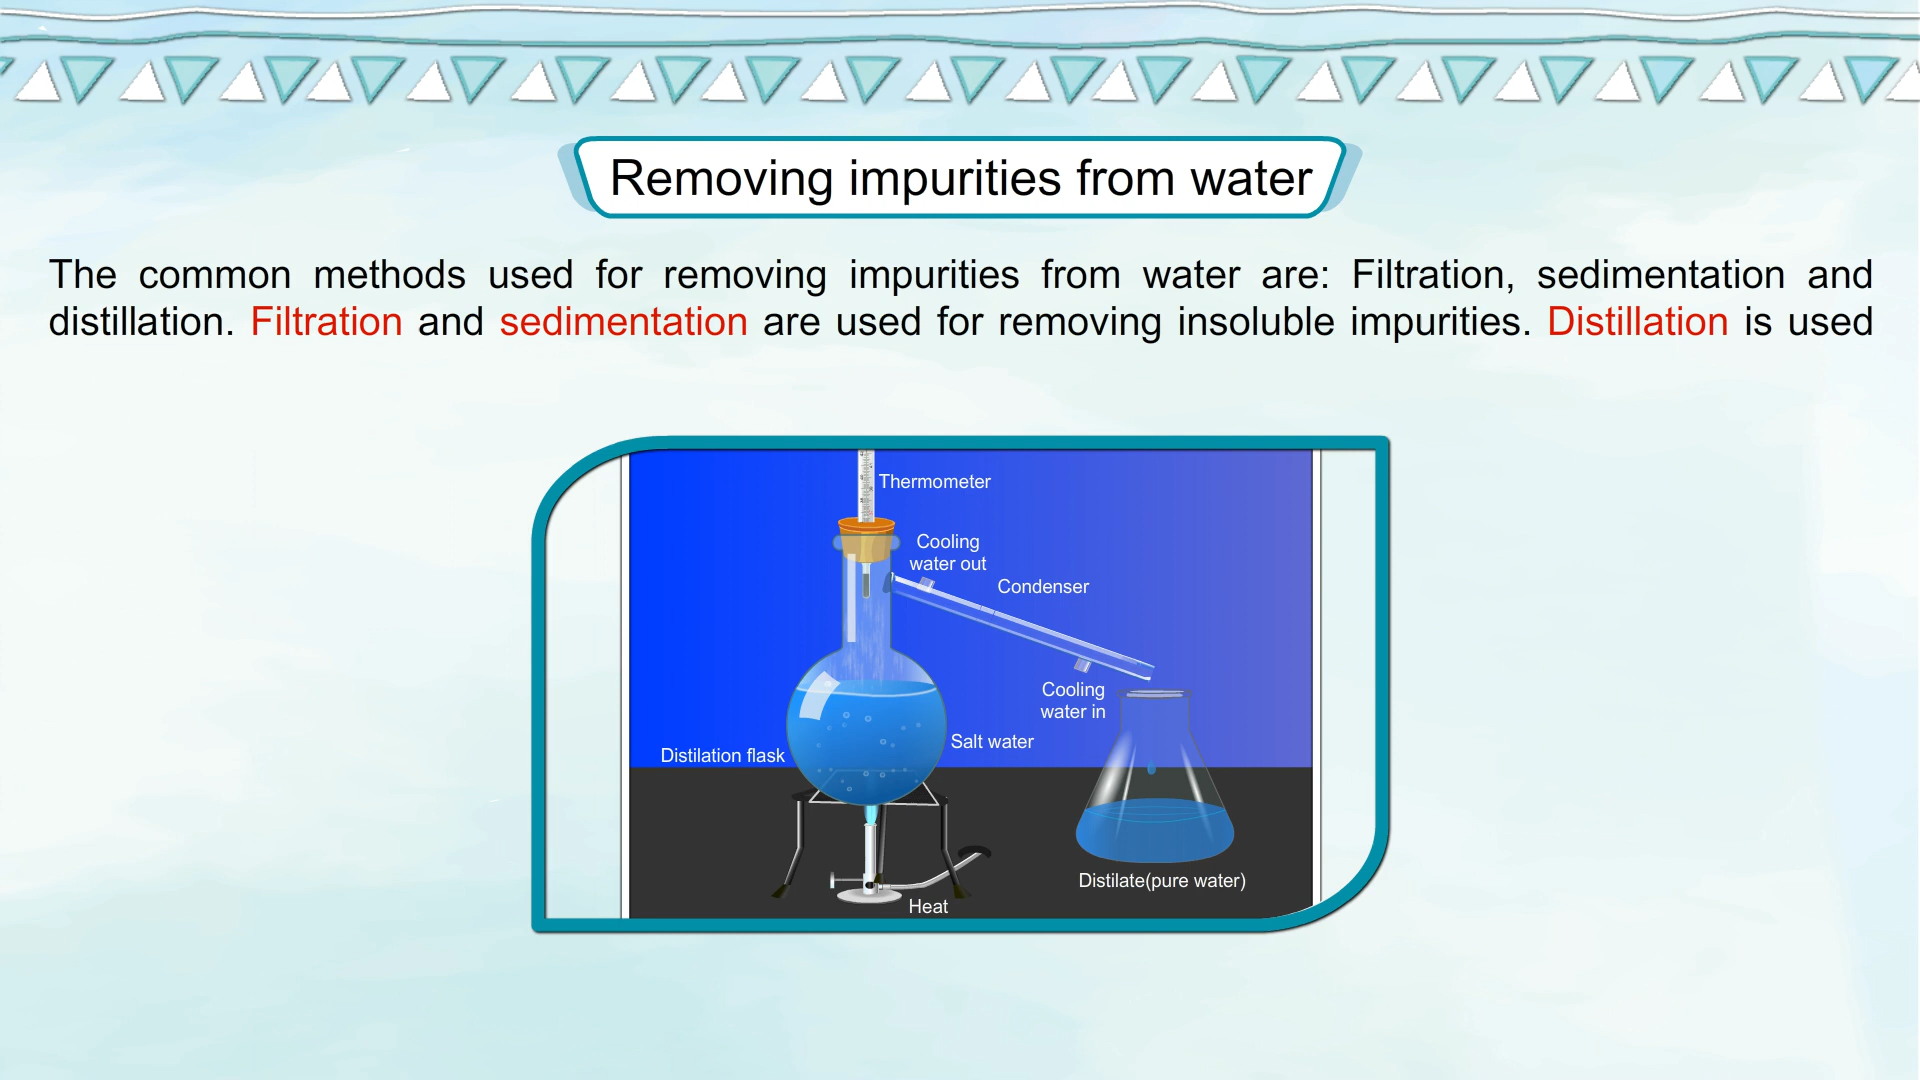 Removing impurities from water
The common methods used for removing impurities from water are: Filtration, sedimentation and
distillation. Filtration and sedimentation are used for removing insoluble impurities. Distillation is used
Thermometer
Cooling
water out
Condenser
Cooling
water in
Salt water
Distilation flask
Distilate(pure water)
Heat